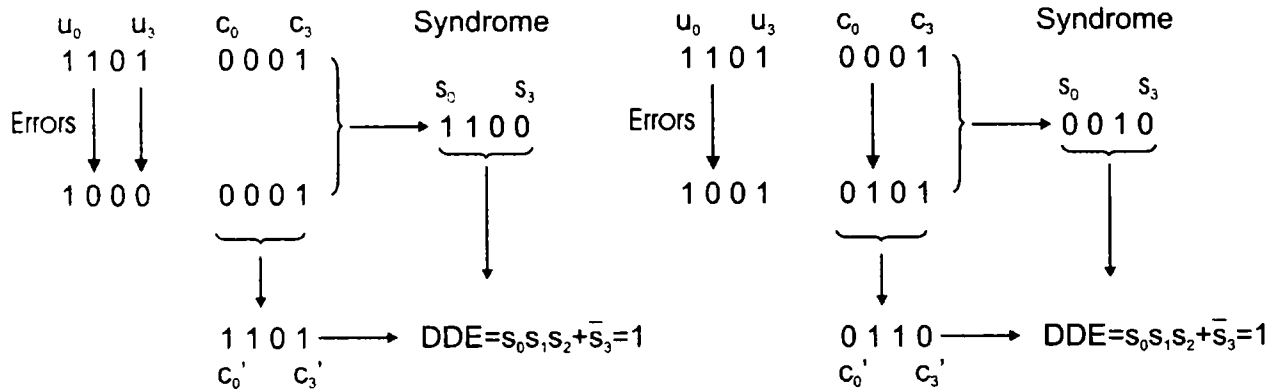 u₀ u₃ c₀ c₃ Syndrome
1 1 0 1 0 0 0 1
s₀ s₃
Errors 1 1 0 0
1 0 0 0 0 0 0 1
1 1 0 1 DDE=s₀s₁s₂+s̅₃=1
c₀' c₃'
u₀ u₃ c₀ c₃ Syndrome
1 1 0 1 0 0 0 1
s₀ s₃
Errors 0 0 1 0
1 0 0 1 0 1 0 1
0 1 1 0 DDE=s₀s₁s₂+s̅₃=1
c₀' c₃'